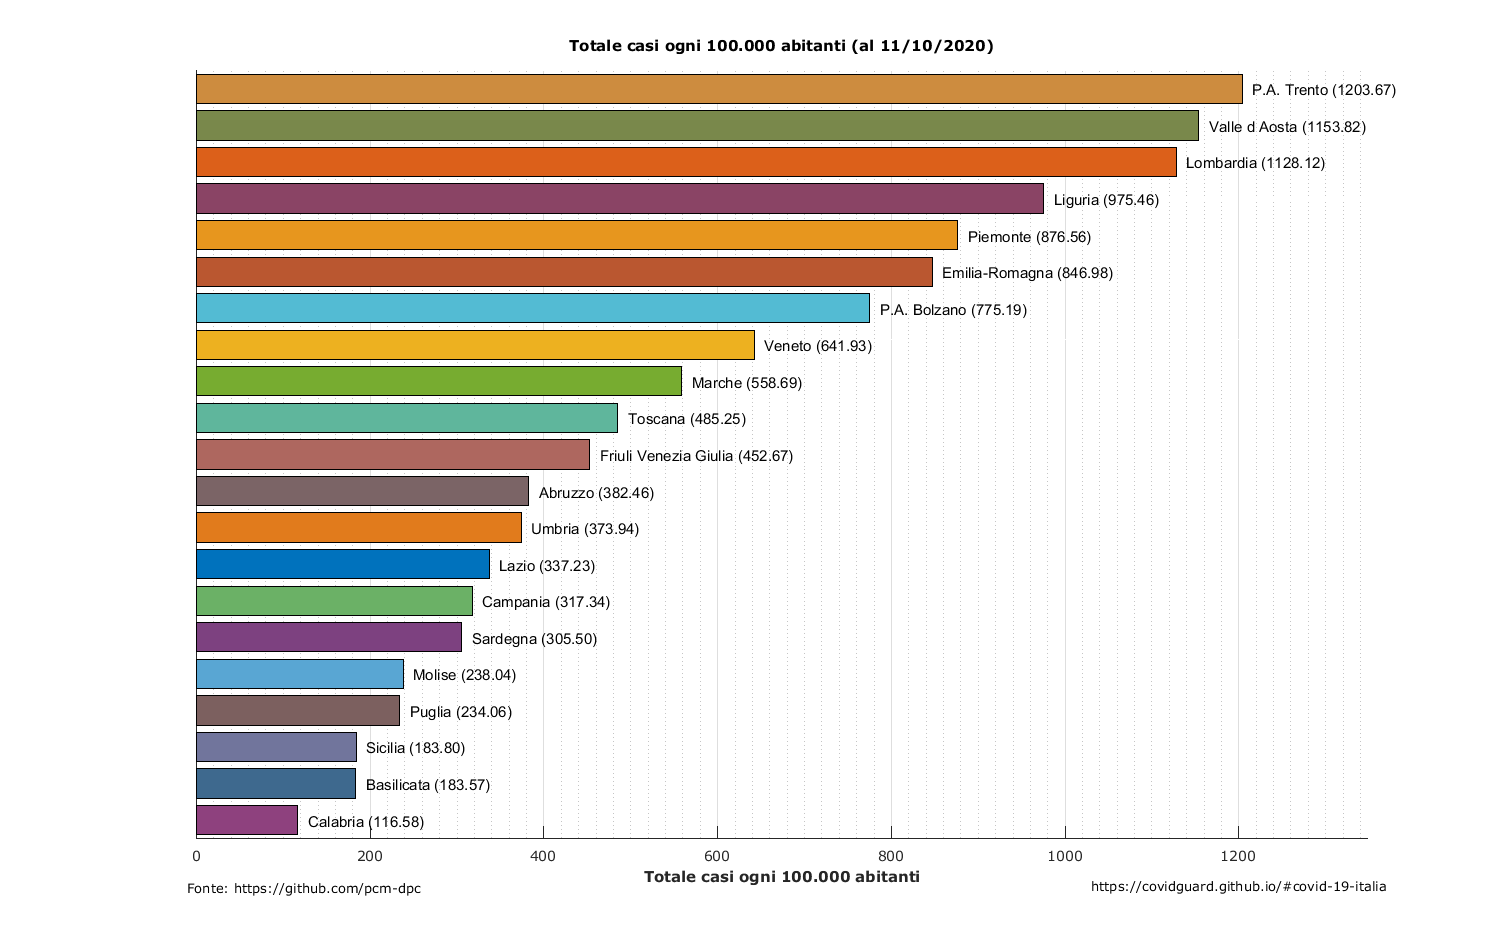 Totale casi ogni 100.000 abitanti (al 11/10/2020)
P.A. Trento (1203.67)
Valle d Aosta (1153.82)
Lombardia (1128.12)
Liguria (975.46)
Piemonte (876.56)
Emilia-Romagna (846.98)
P.A. Bolzano (775.19)
Veneto (641.93)
Marche (558.69)
Toscana (485.25)
Friuli Venezia Giulia (452.67)
Abruzzo (382.46)
Umbria (373.94)
Lazio (337.23)
Campania (317.34)
Sardegna (305.50)
Molise (238.04)
Puglia (234.06)
Sicilia (183.80)
Basilicata (183.57)
Calabria (116.58)
0 200 400 600 800 1000 1200
Totale casi ogni 100.000 abitanti
Fonte: https://github.com/pcm-dpc
https://covidguard.github.io/#covid-19-italia